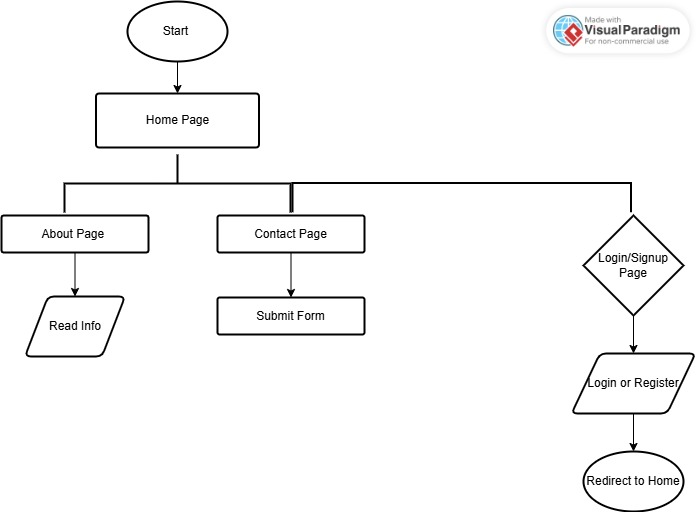 Start
Made with
Visual Paradigm
For non-commercial use
Home Page
About Page
Contact Page
Login/Signup
Page
Read Info
Submit Form
Login or Register
Redirect to Home